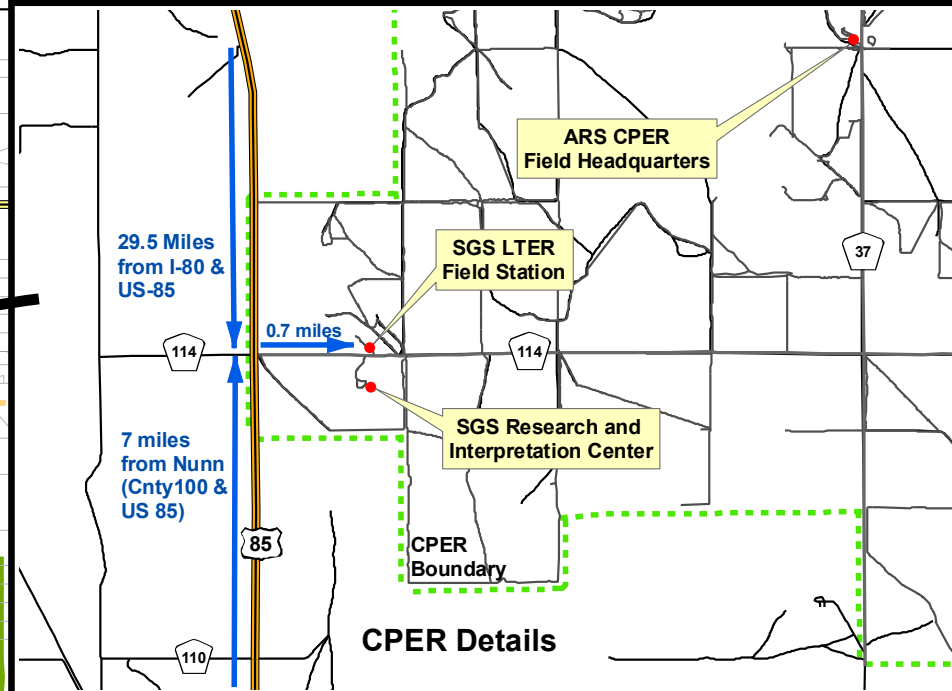 ARS CPER
Field Headquarters
29.5 Miles
from I-80 &
US-85
SGS LTER
Field Station
37
0.7 miles
114
114
SGS Research and
Interpretation Center
7 miles
from Nunn
(Cnty100 &
US 85)
85
CPER
Boundary
CPER Details
110